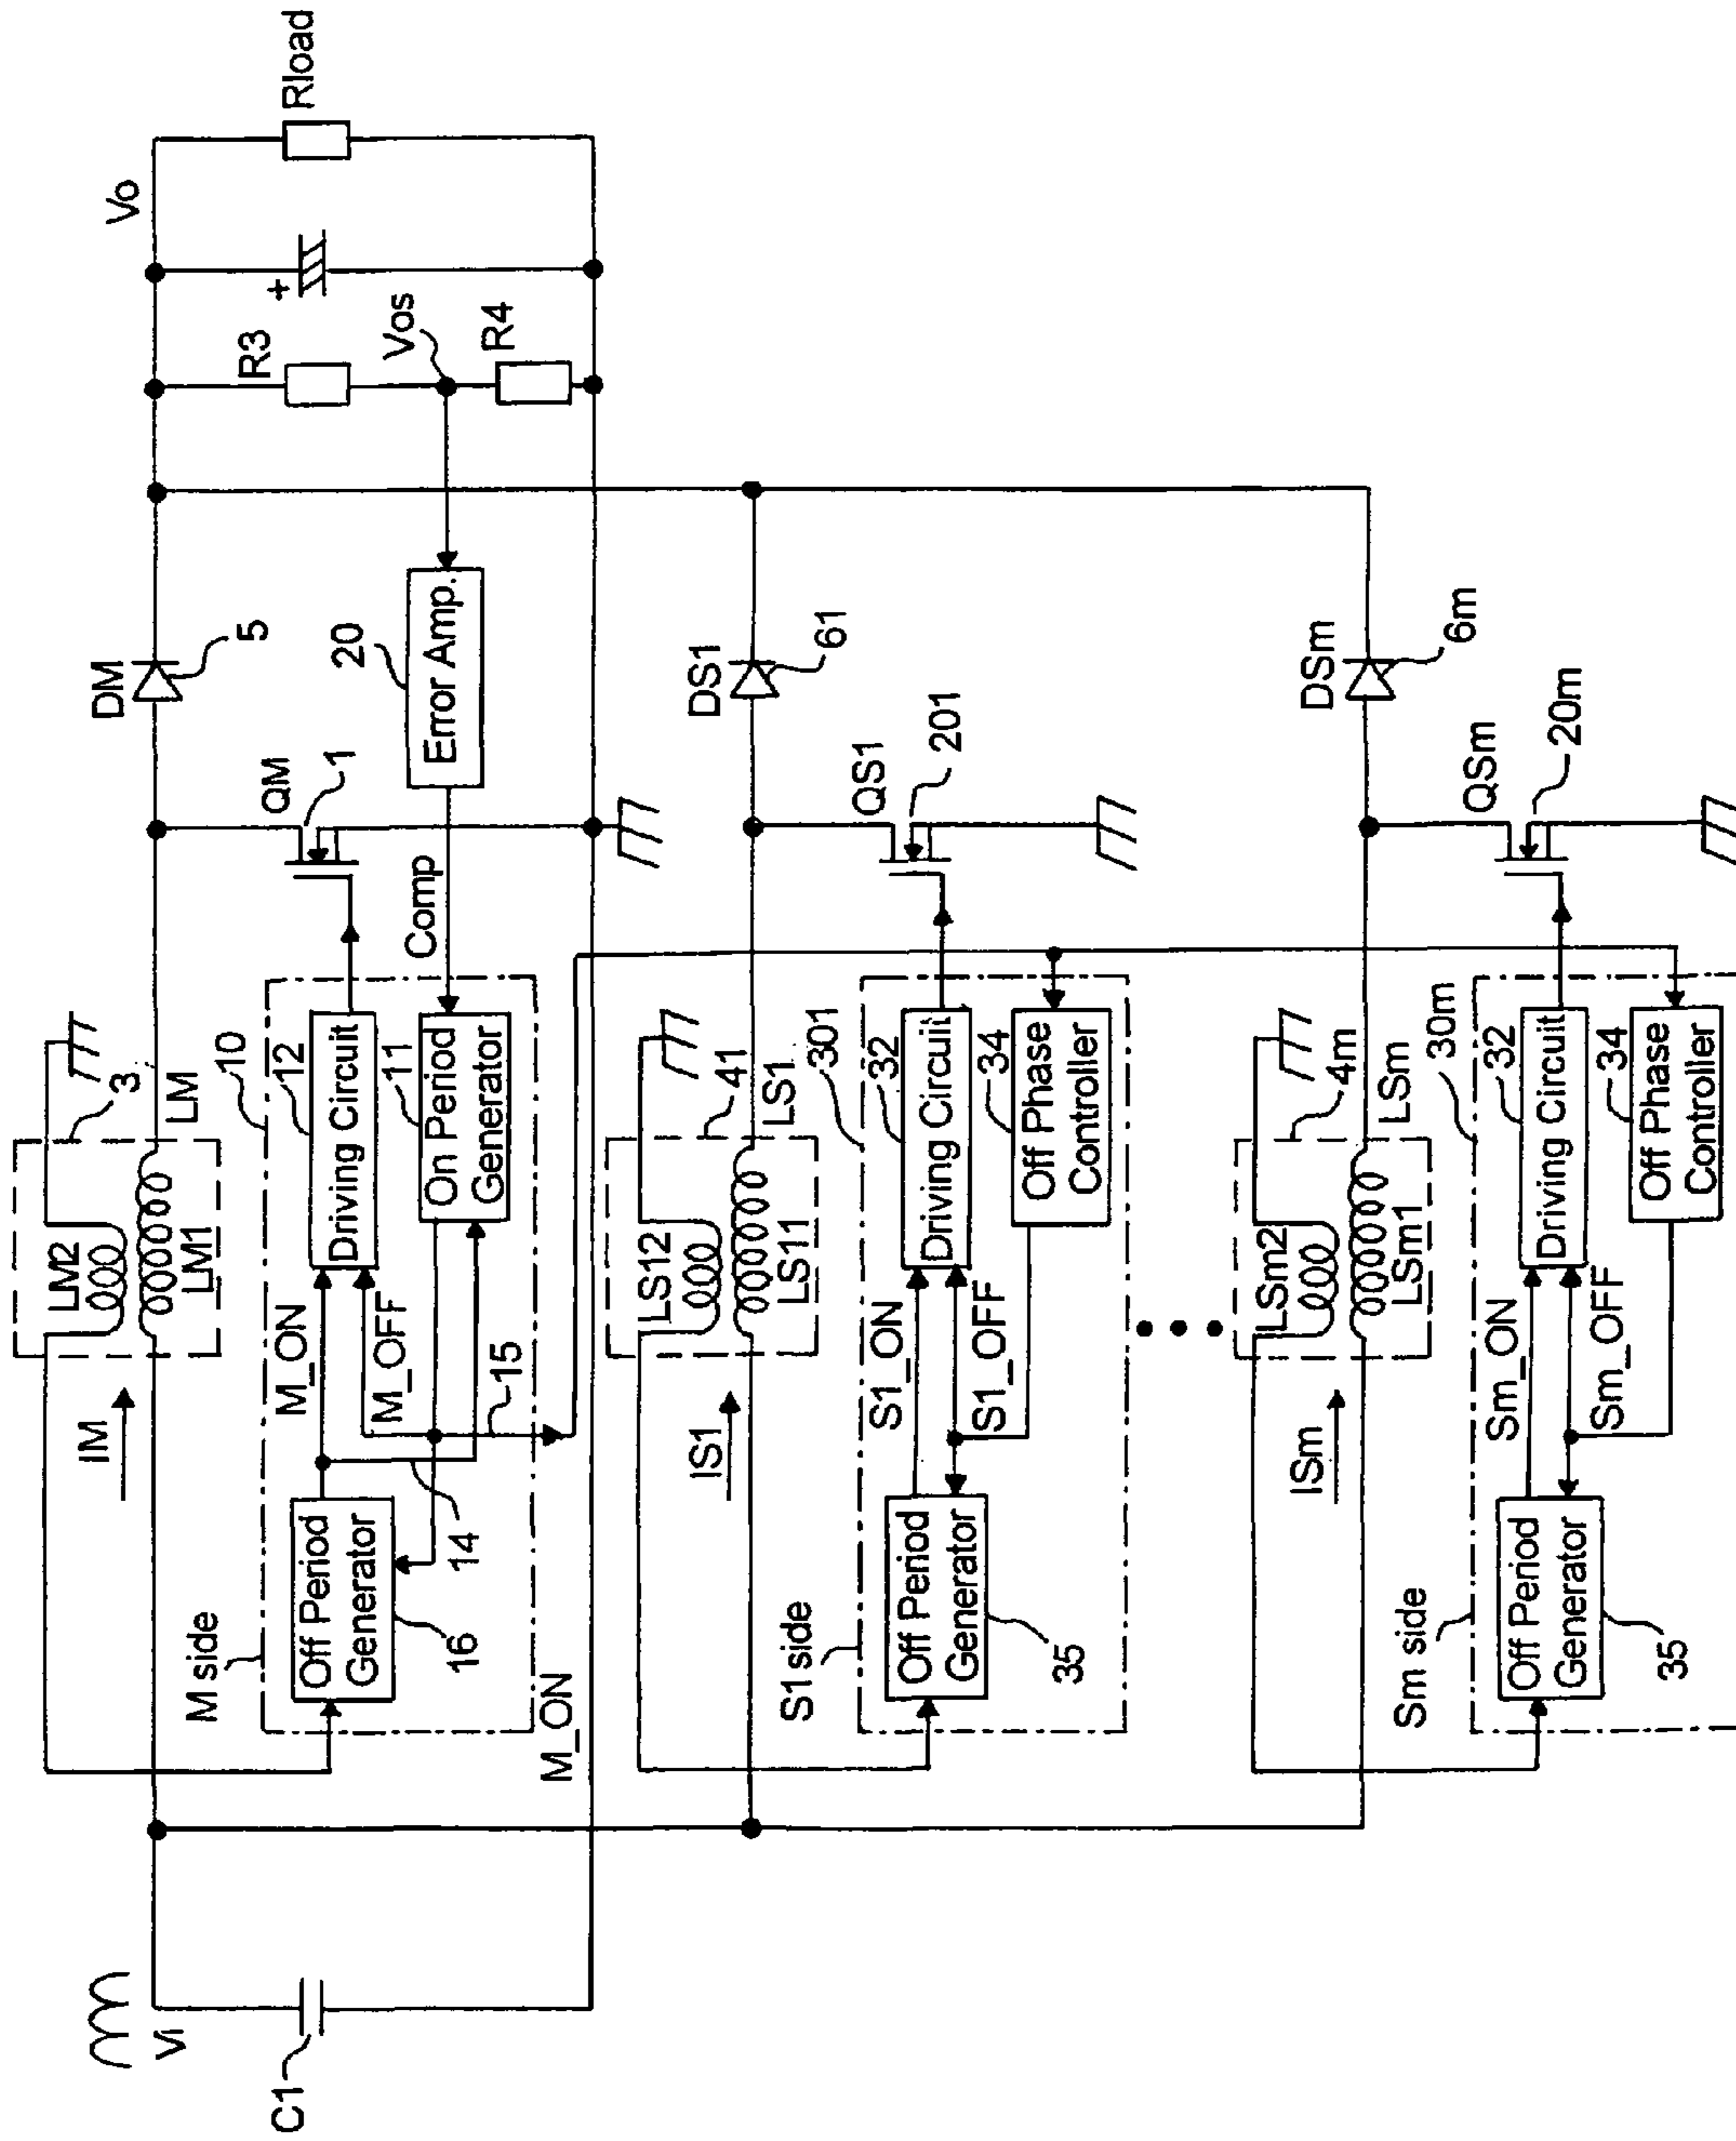 Vi
C1
IM
LM2
LM1
3
LM
DM
5
Vo
Rload
R3
+
Vos
R4
QM
1
20
Error Amp.
Comp
M side
10
Off Period
Generator
16
M_ON
M_OFF
14
15
12
Driving Circuit
11
On Period
Generator
M_ON
IS1
LS12
LS11
41
LS1
DS1
61
QS1
201
S1 side
301
Off Period
Generator
35
S1_ON
S1_OFF
32
Driving Circuit
34
Off Phase
Controller
ISm
LSm2
LSm1
4m
LSm
DSm
6m
QSm
20m
Sm side
30m
Off Period
Generator
35
Sm_ON
Sm_OFF
32
Driving Circuit
34
Off Phase
Controller